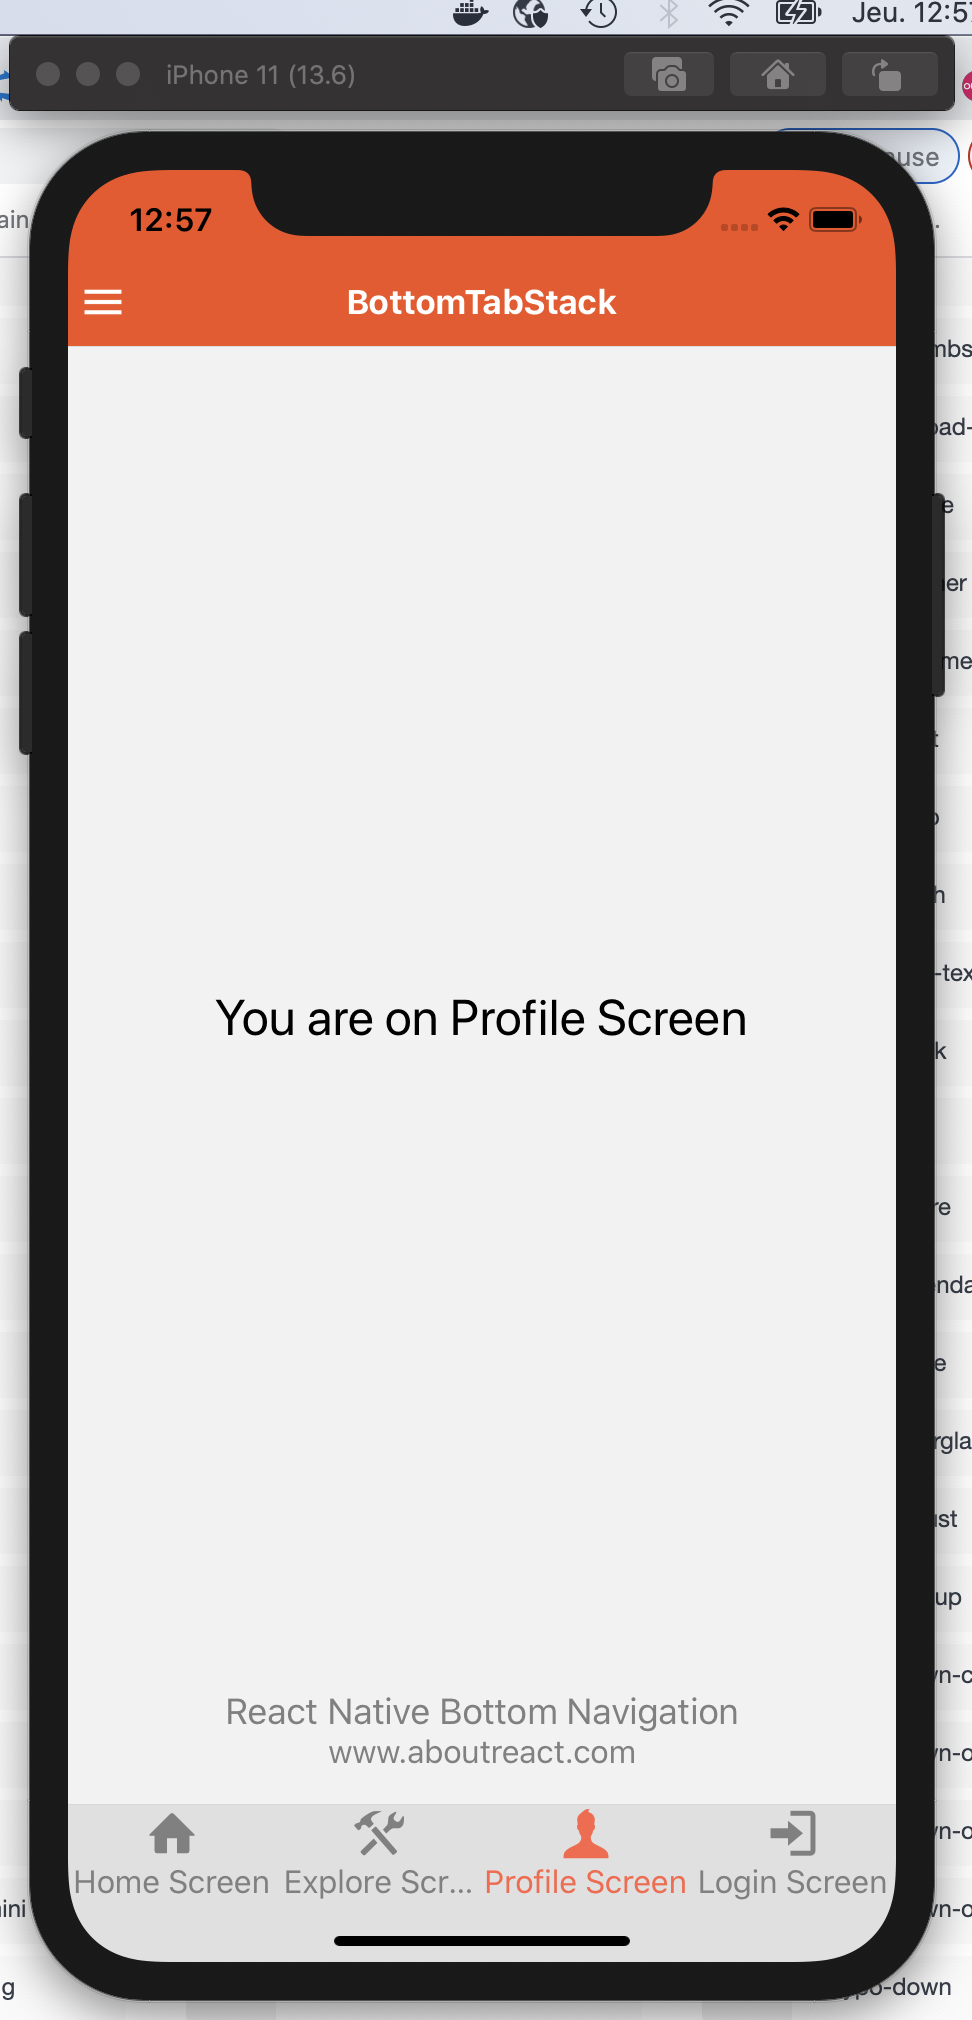 Jeu. 12:57
iPhone 11 (13.6)
12:57
BottomTabStack
You are on Profile Screen
React Native Bottom Navigation
www.aboutreact.com
Home Screen
Explore Scr...
Profile Screen
Login Screen